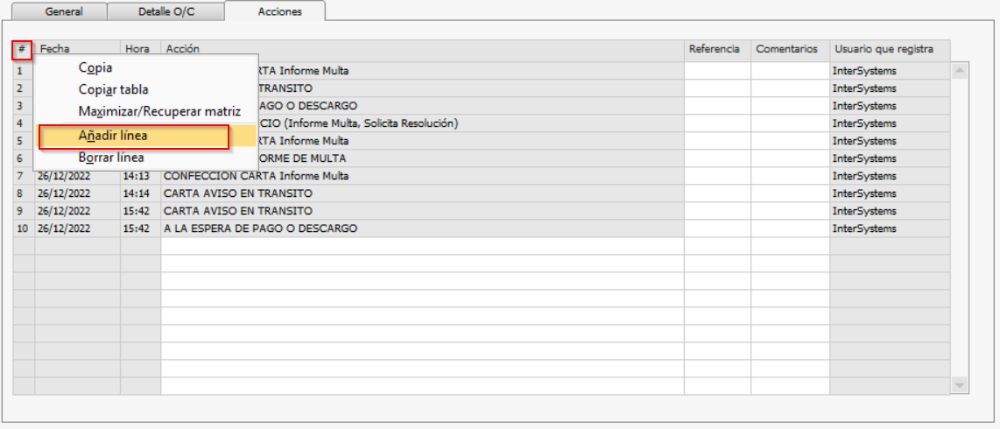 General Detalle O/C Acciones
# Fecha Hora Acción Referencia Comentarios Usuario que registra
Copia
Copiar tabla
Maximizar/Recuperar matriz
Añadir línea
Borrar línea
1 RTA Informe Multa InterSystems
2 TRANSITO InterSystems
3 AGO O DESCARGO InterSystems
4 CIO (Informe Multa, Solicita Resolución) InterSystems
5 RTA Informe Multa InterSystems
6 ORME DE MULTA InterSystems
7 26/12/2022 14:13 CONFECCION CARTA Informe Multa InterSystems
8 26/12/2022 14:14 CARTA AVISO EN TRANSITO InterSystems
9 26/12/2022 15:42 CARTA AVISO EN TRANSITO InterSystems
10 26/12/2022 15:42 A LA ESPERA DE PAGO O DESCARGO InterSystems